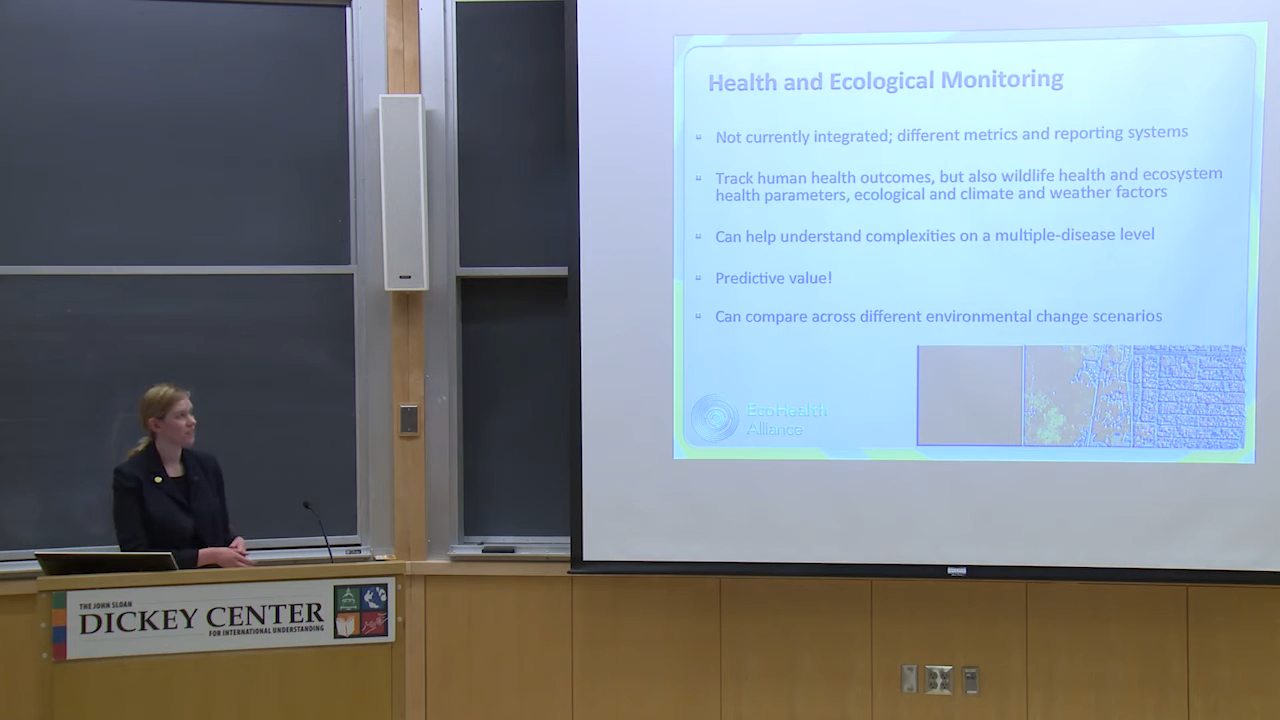 Health and Ecological Monitoring
Not currently integrated; different metrics and reporting systems
Track human health outcomes, but also wildlife health and ecosystem
health parameters, ecological and climate and weather factors
Can help understand complexities on a multiple-disease level
Predictive value!
Can compare across different environmental change scenarios
EcoHealth
Alliance
THE JOHN SLOAN
DICKEY CENTER
FOR INTERNATIONAL UNDERSTANDING